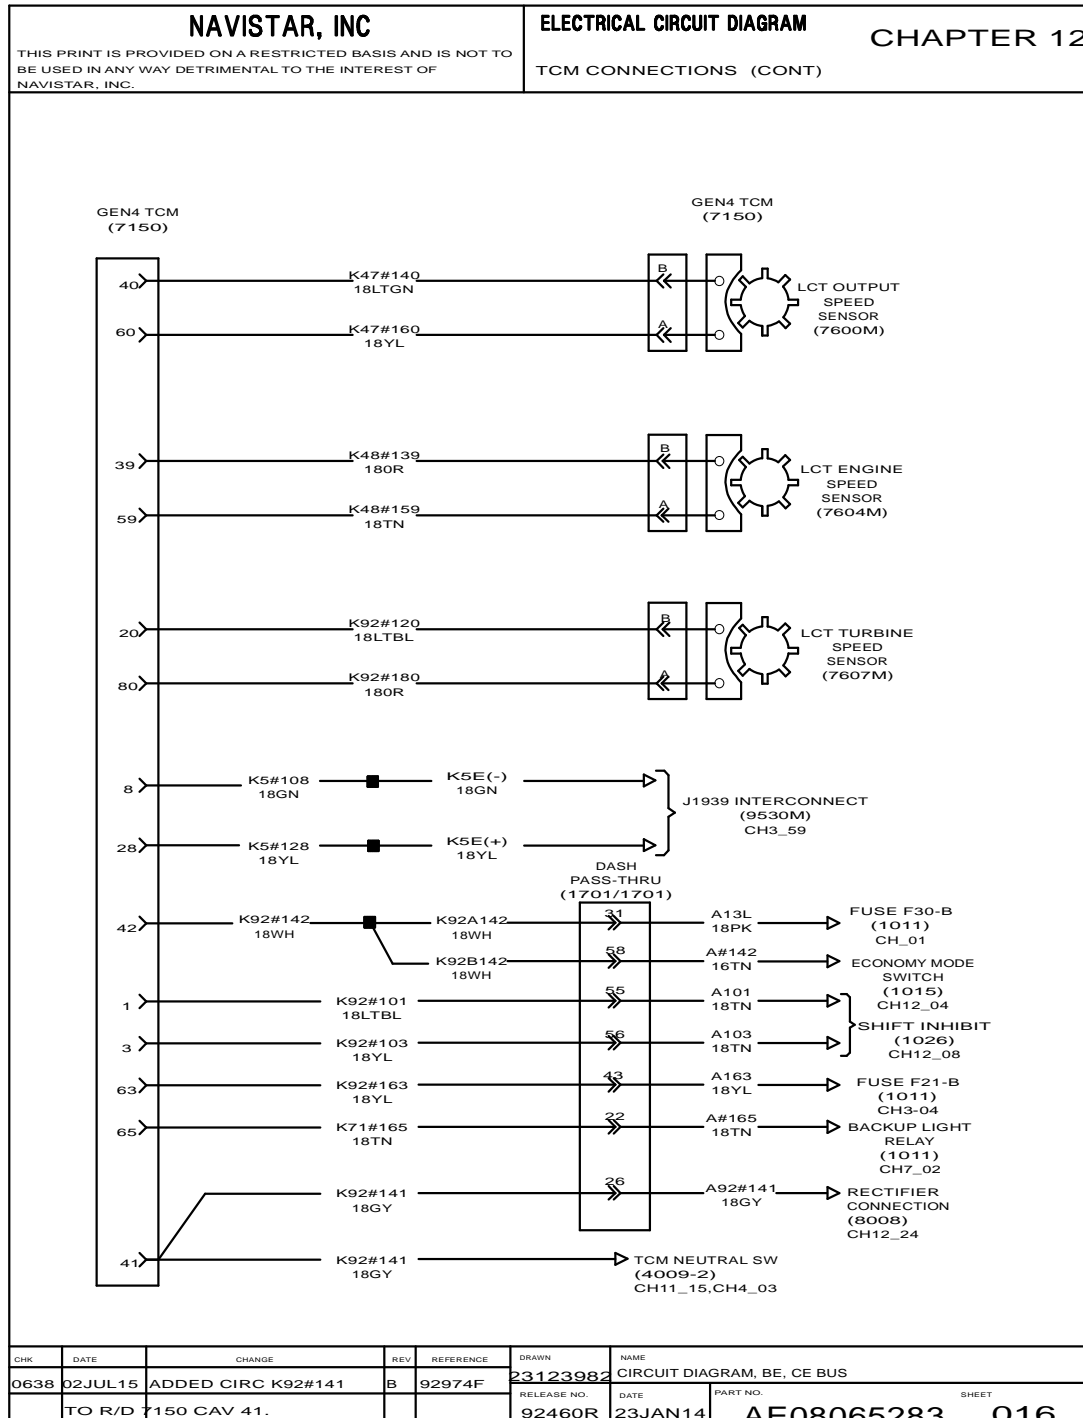 NAVISTAR, INC
THIS PRINT IS PROVIDED ON A RESTRICTED BASIS AND IS NOT TO
BE USED IN ANY WAY DETRIMENTAL TO THE INTEREST OF
NAVISTAR, INC.
ELECTRICAL CIRCUIT DIAGRAM
CHAPTER 12
TCM CONNECTIONS (CONT)
GEN4 TCM
(7150)
GEN4 TCM
(7150)
40
K47#140
18LTGN
B
60
K47#160
18YL
A
LCT OUTPUT
SPEED
SENSOR
(7600M)
39
K48#139
180R
B
59
K48#159
18TN
A
LCT ENGINE
SPEED
SENSOR
(7604M)
20
K92#120
18LTBL
B
80
K92#180
180R
A
LCT TURBINE
SPEED
SENSOR
(7607M)
8
K5#108
18GN
K5E(-)
18GN
28
K5#128
18YL
K5E(+)
18YL
J1939 INTERCONNECT
(9530M)
CH3_59
DASH
PASS-THRU
(1701/1701)
42
K92#142
18WH
K92A142
18WH
31
A13L
18PK
FUSE F30-B
(1011)
CH_01
K92B142
18WH
58
A#142
16TN
ECONOMY MODE
SWITCH
(1015)
CH12_04
1
K92#101
18LTBL
55
A101
18TN
3
K92#103
18YL
56
A103
18TN
SHIFT INHIBIT
(1026)
CH12_08
63
K92#163
18YL
43
A163
18YL
FUSE F21-B
(1011)
CH3-04
65
K71#165
18TN
22
A#165
18TN
BACKUP LIGHT
RELAY
(1011)
CH7_02
K92#141
18GY
26
A92#141
18GY
RECTIFIER
CONNECTION
(8008)
CH12_24
41
K92#141
18GY
TCM NEUTRAL SW
(4009-2)
CH11_15,CH4_03
CHK DATE CHANGE REV REFERENCE
0638 02JUL15 ADDED CIRC K92#141 B 92974F
TO R/D 7150 CAV 41.
DRAWN
23123982
NAME
CIRCUIT DIAGRAM, BE, CE BUS
RELEASE NO.
92460R
DATE
23JAN14
PART NO.
AE08065283
SHEET
016